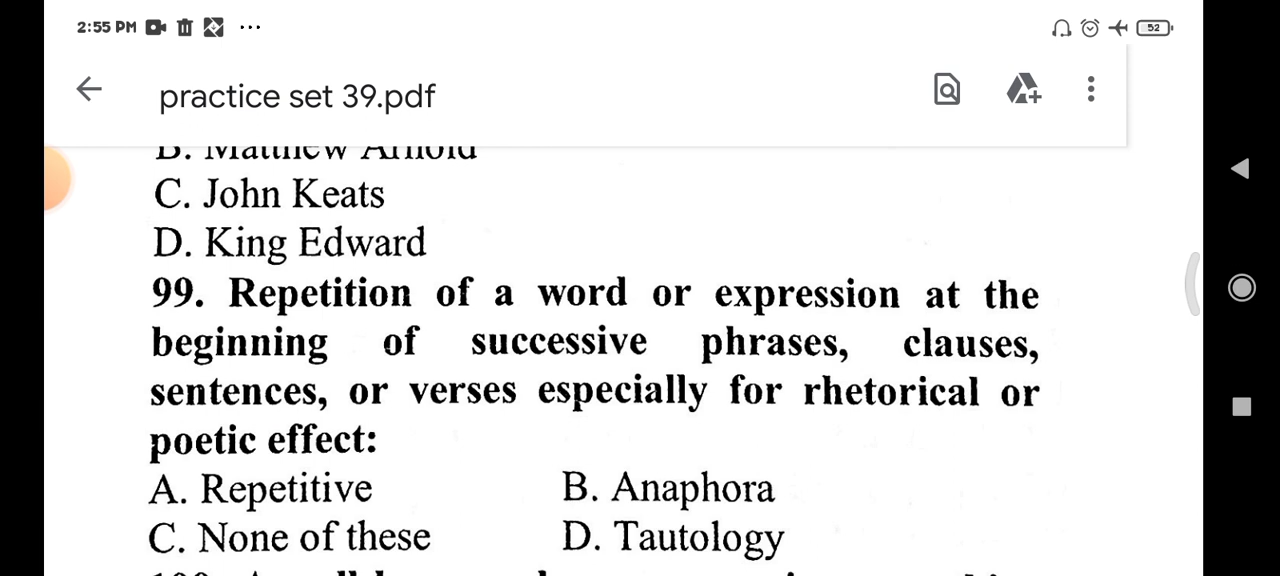 2:55 PM ...
52
practice set 39.pdf
B. Matthew Arnold
C. John Keats
D. King Edward
99. Repetition of a word or expression at the
beginning of successive phrases, clauses,
sentences, or verses especially for rhetorical or
poetic effect:
A. Repetitive B. Anaphora
C. None of these D. Tautology